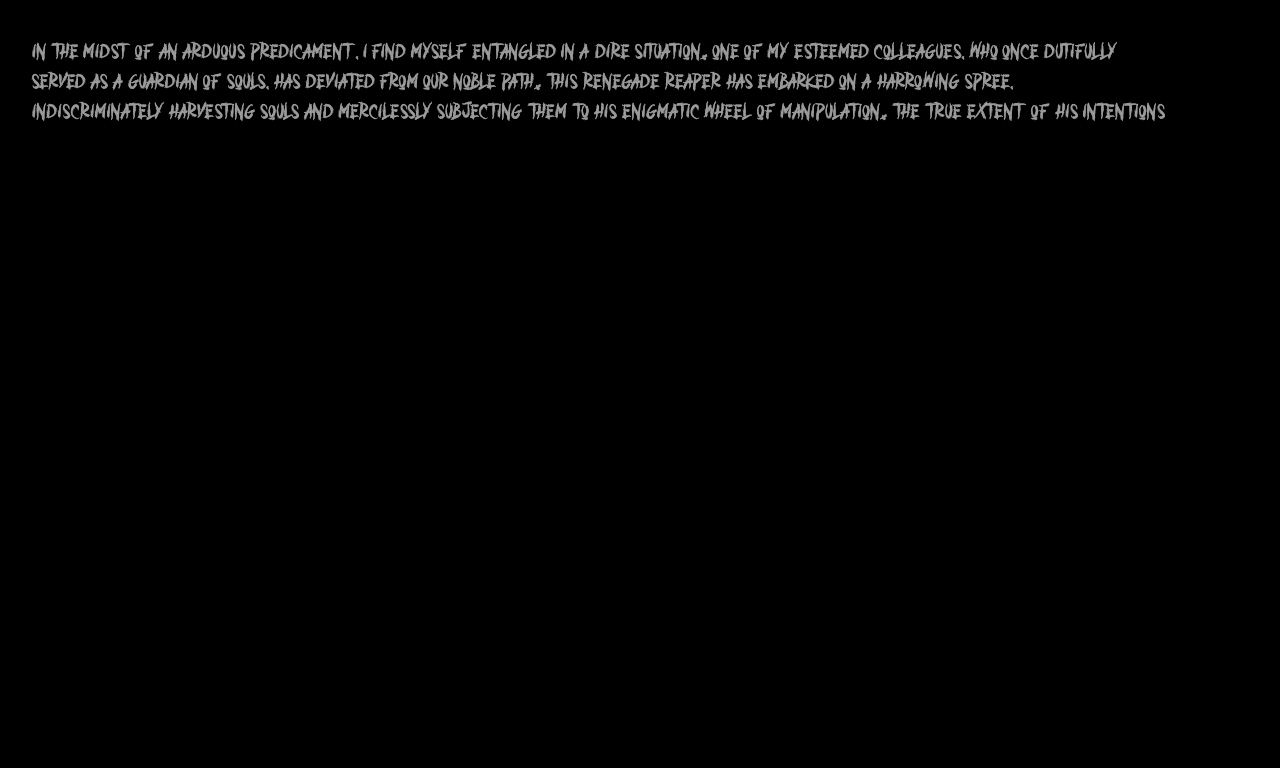 IN THE MIDST OF AN ARDUOUS PREDICAMENT, I FIND MYSELF ENTANGLED IN A DIRE SITUATION. ONE OF MY ESTEEMED COLLEAGUES, WHO ONCE DUTIFULLY
SERVED AS A GUARDIAN OF SOULS, HAS DEVIATED FROM OUR NOBLE PATH. THIS RENEGADE REAPER HAS EMBARKED ON A HARROWING SPREE,
INDISCRIMINATELY HARVESTING SOULS AND MERCILESSLY SUBJECTING THEM TO HIS ENIGMATIC WHEEL OF MANIPULATION. THE TRUE EXTENT OF HIS INTENTIONS